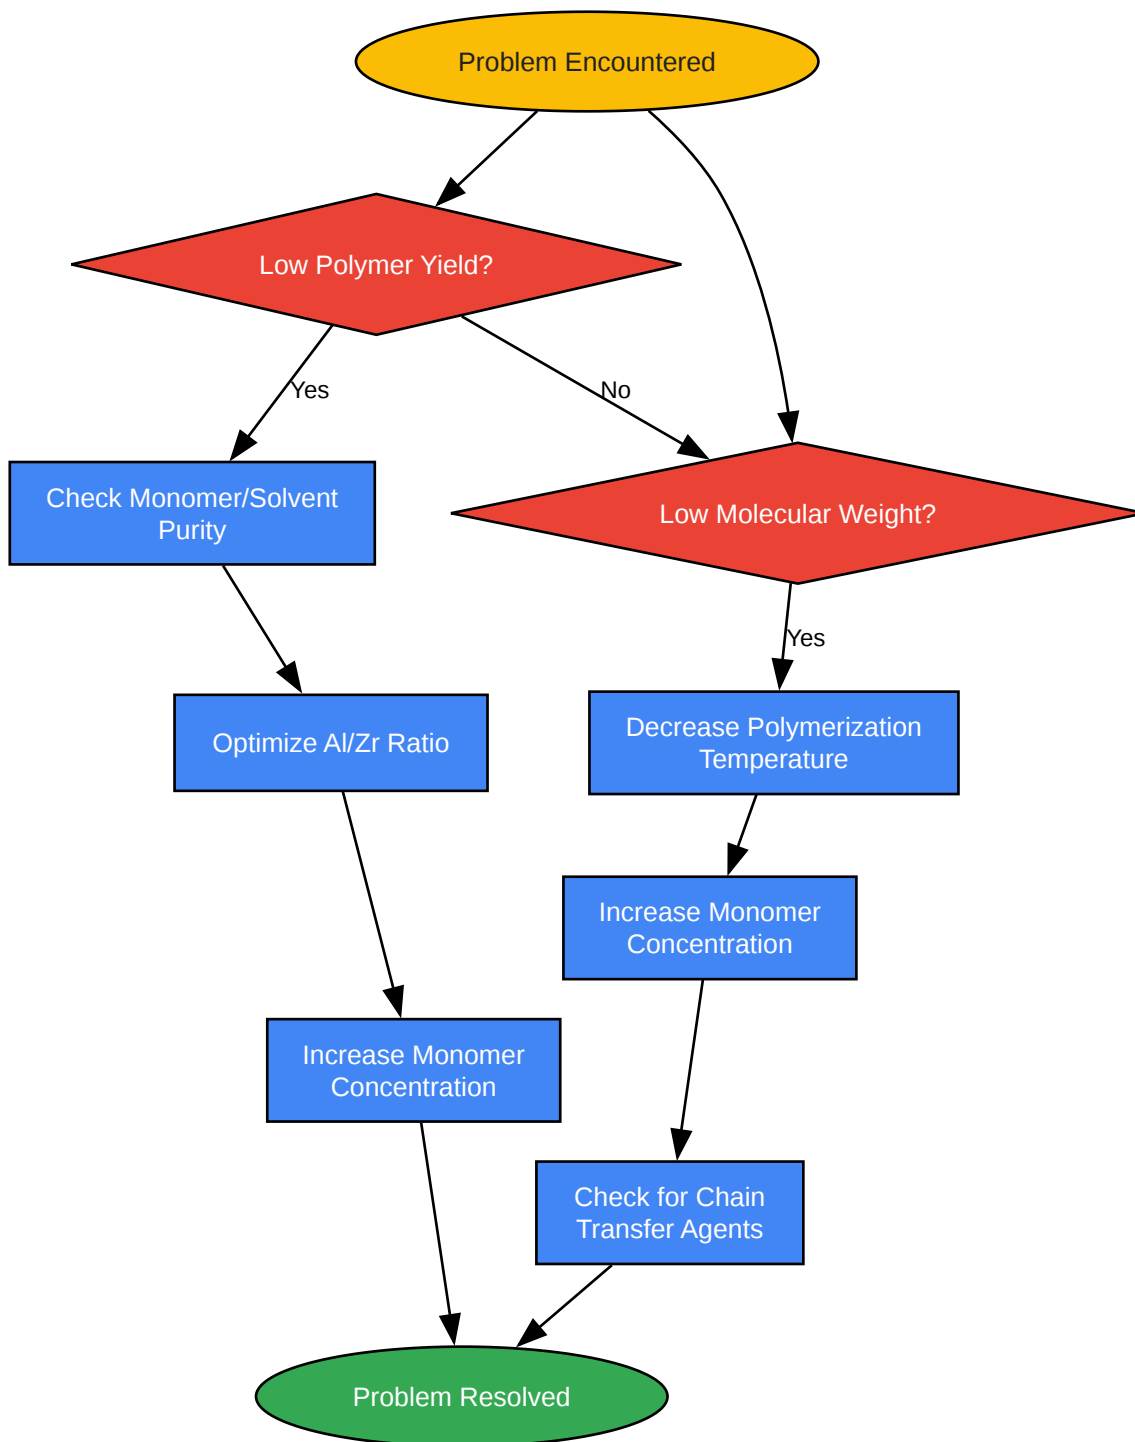 Problem Encountered
Low Polymer Yield?
Yes
No
Check Monomer/Solvent
Purity
Low Molecular Weight?
Yes
Optimize Al/Zr Ratio
Decrease Polymerization
Temperature
Increase Monomer
Concentration
Increase Monomer
Concentration
Check for Chain
Transfer Agents
Problem Resolved